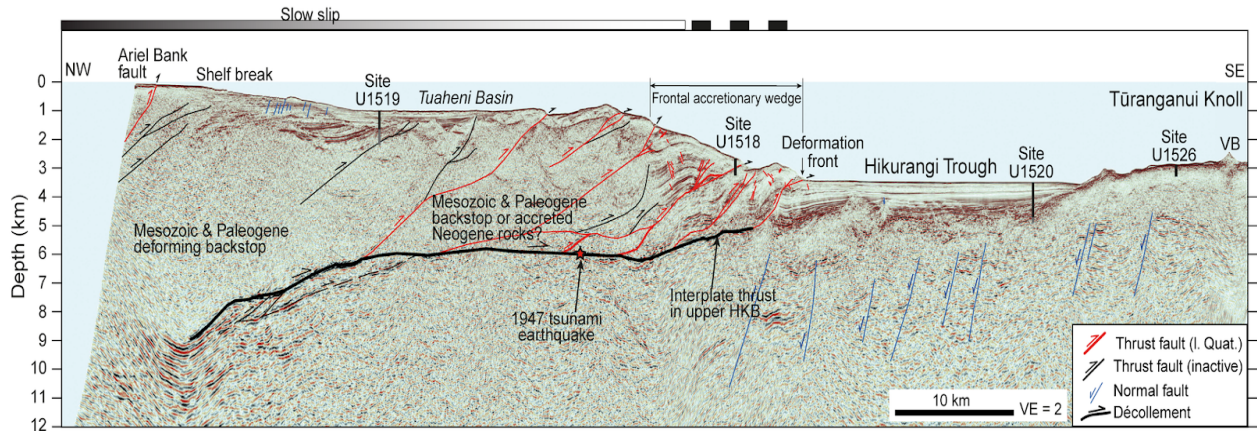 Slow slip
Ariel Bank
fault
NW
Shelf break
Site
U1519
Tuaheni Basin
Frontal accretionary wedge
Site
U1518
Deformation
front
Hikurangi Trough
Site
U1520
SE
Tūranganui Knoll
Site
U1526
VB
Mesozoic & Paleogene
deforming backstop
Mesozoic & Paleogene
backstop or accreted
Neogene rocks?
1947 tsunami
earthquake
Interplate thrust
in upper HKB
Depth (km)
0
1
2
3
4
5
6
7
8
9
10
11
12
10 km
VE = 2
Thrust fault (l. Quat.)
Thrust fault (inactive)
Normal fault
Décollement